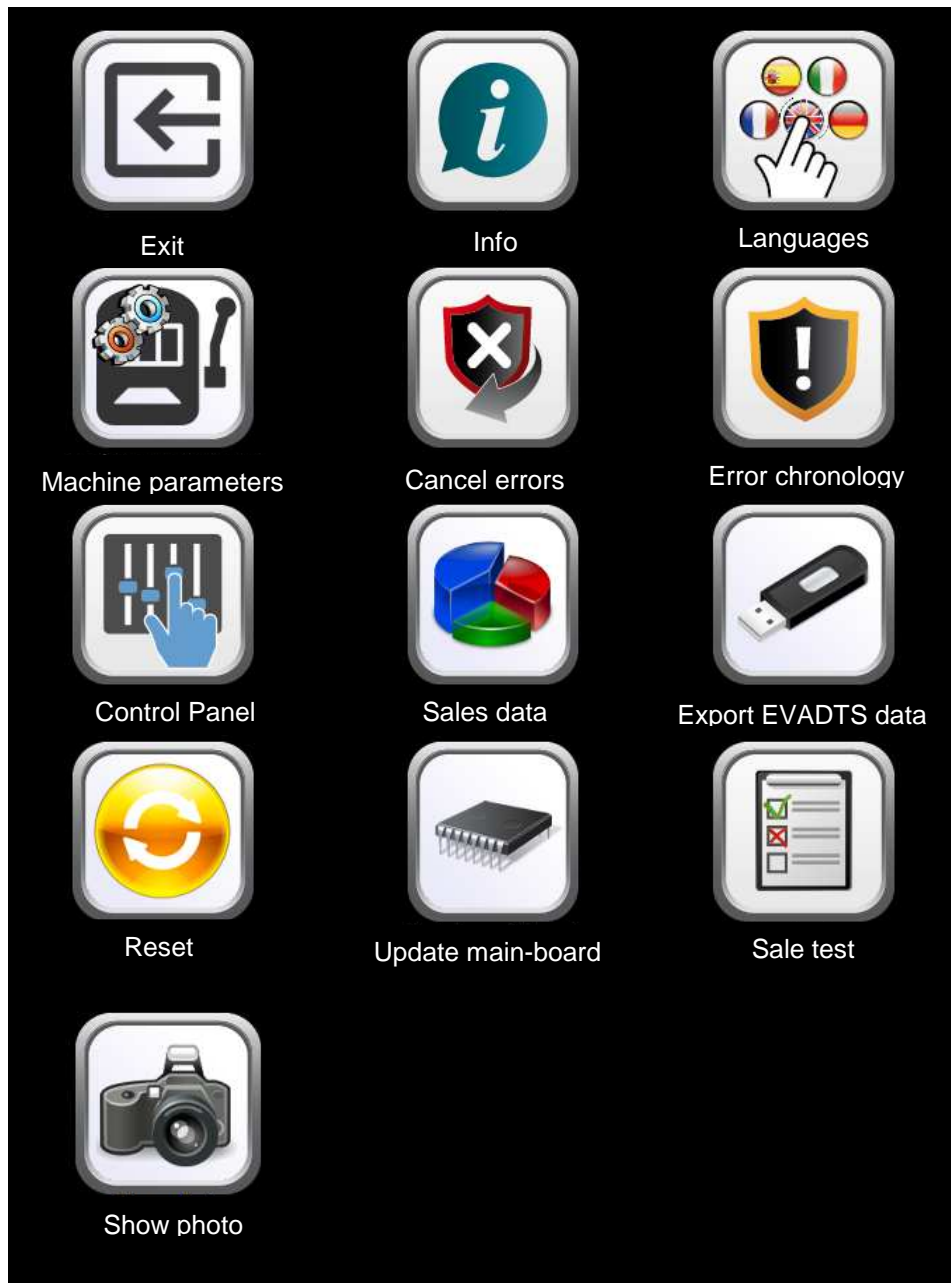 Exit
Info
Languages
Machine parameters
Cancel errors
Error chronology
Control Panel
Sales data
Export EVADTS data
Reset
Update main-board
Sale test
Show photo